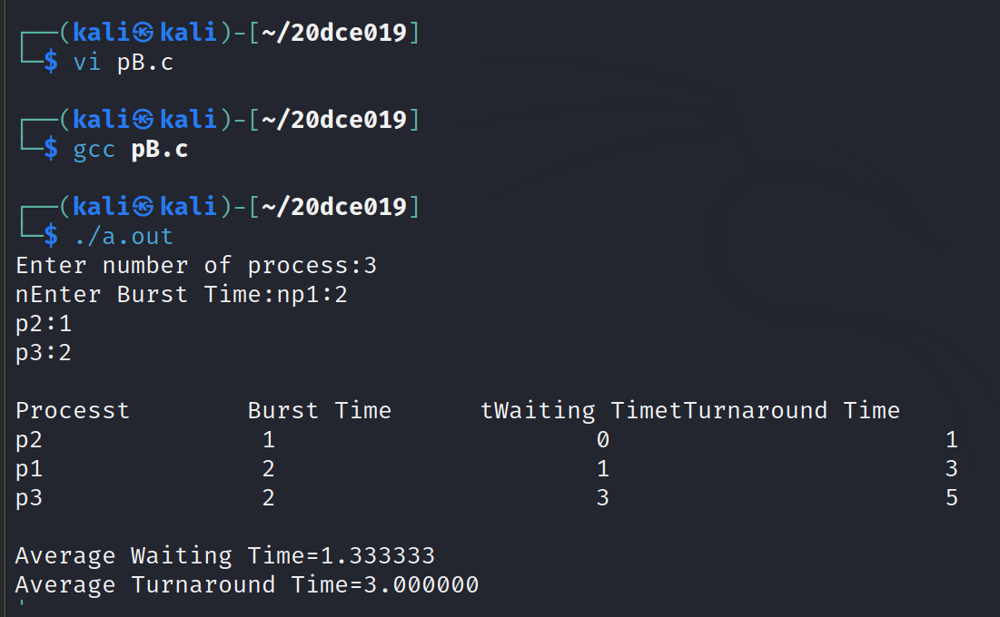 ┌──(kali㉿kali)-[~/20dce019]
└─$ vi pB.c
┌──(kali㉿kali)-[~/20dce019]
└─$ gcc pB.c
┌──(kali㉿kali)-[~/20dce019]
└─$ ./a.out
Enter number of process:3
nEnter Burst Time:np1:2
p2:1
p3:2
Processt Burst Time tWaiting TimetTurnaround Time
p2 1 0 1
p1 2 1 3
p3 2 3 5
Average Waiting Time=1.333333
Average Turnaround Time=3.000000